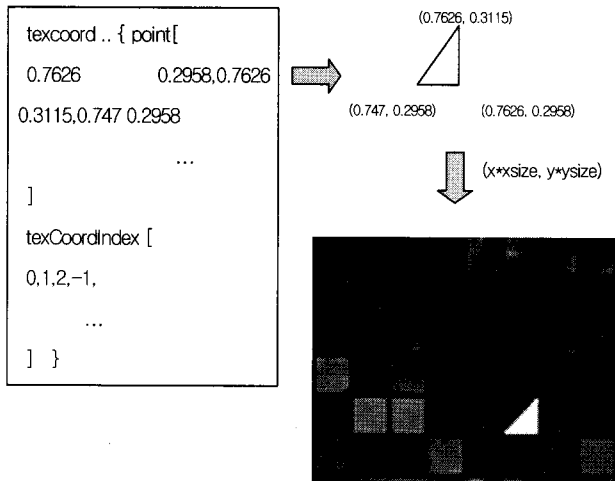 texcoord .. { point[
0.7626 0.2958,0.7626
0.3115,0.747 0.2958
...
]
texCoordIndex [
0,1,2,-1,
...
] }
(0.7626, 0.3115)
(0.747, 0.2958) (0.7626, 0.2958)
(x*xsize, y*ysize)